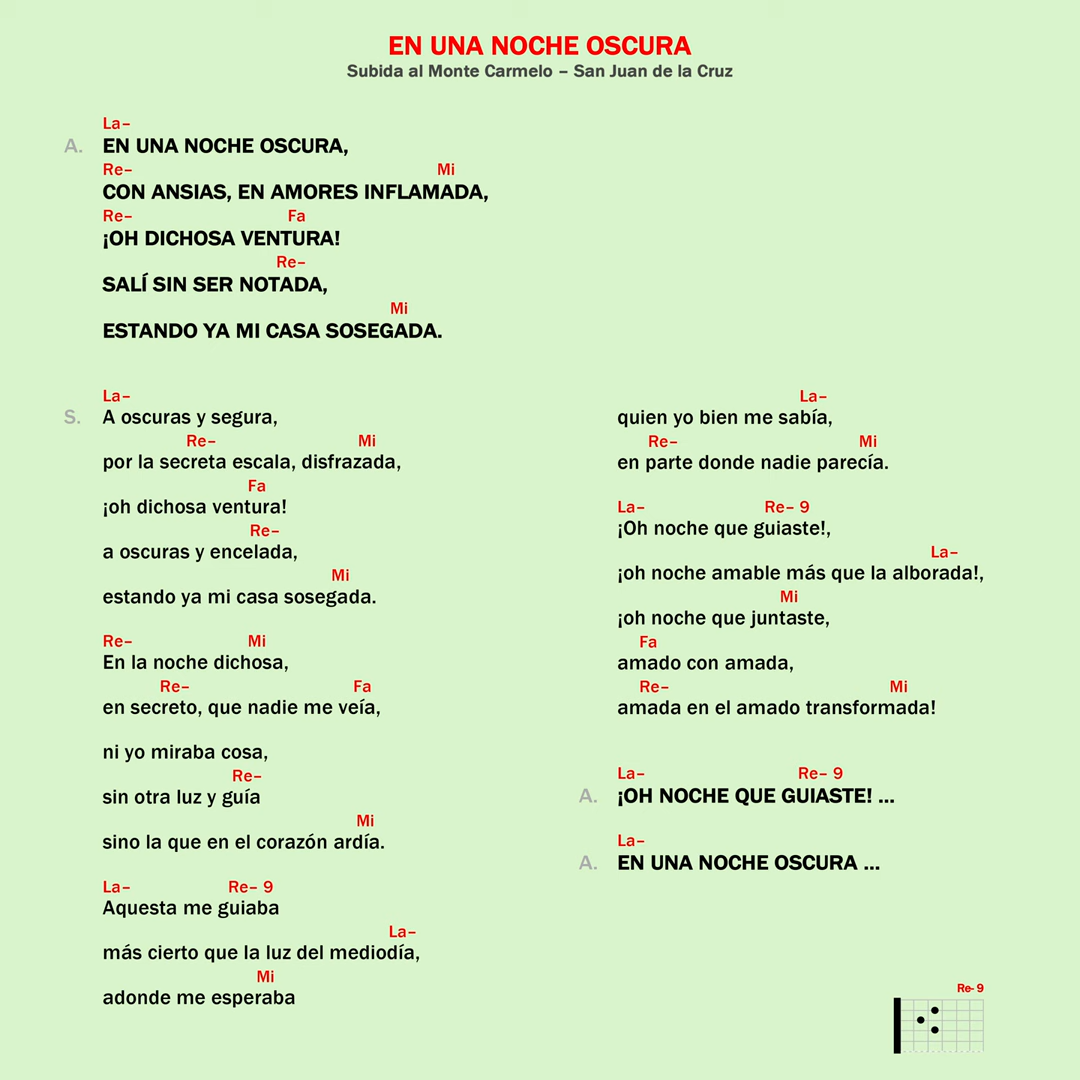 EN UNA NOCHE OSCURA
Subida al Monte Carmelo – San Juan de la Cruz
La–
A. EN UNA NOCHE OSCURA,
Re– Mi
CON ANSIAS, EN AMORES INFLAMADA,
Re– Fa
¡OH DICHOSA VENTURA!
Re–
SALÍ SIN SER NOTADA,
Mi
ESTANDO YA MI CASA SOSEGADA.
La–
S. A oscuras y segura,
Re– Mi
por la secreta escala, disfrazada,
Fa
¡oh dichosa ventura!
Re–
a oscuras y encelada,
Mi
estando ya mi casa sosegada.
Re– Mi
En la noche dichosa,
Re– Fa
en secreto, que nadie me veía,
ni yo miraba cosa,
Re–
sin otra luz y guía
Mi
sino la que en el corazón ardía.
La– Re– 9
Aquesta me guiaba
La–
más cierto que la luz del mediodía,
Mi
adonde me esperaba
La–
quien yo bien me sabía,
Re– Mi
en parte donde nadie parecía.
La– Re– 9
¡Oh noche que guiaste!,
La–
¡oh noche amable más que la alborada!,
Mi
¡oh noche que juntaste,
Fa
amado con amada,
Re– Mi
amada en el amado transformada!
La– Re– 9
A. ¡OH NOCHE QUE GUIASTE! ...
La–
A. EN UNA NOCHE OSCURA ...
Re- 9